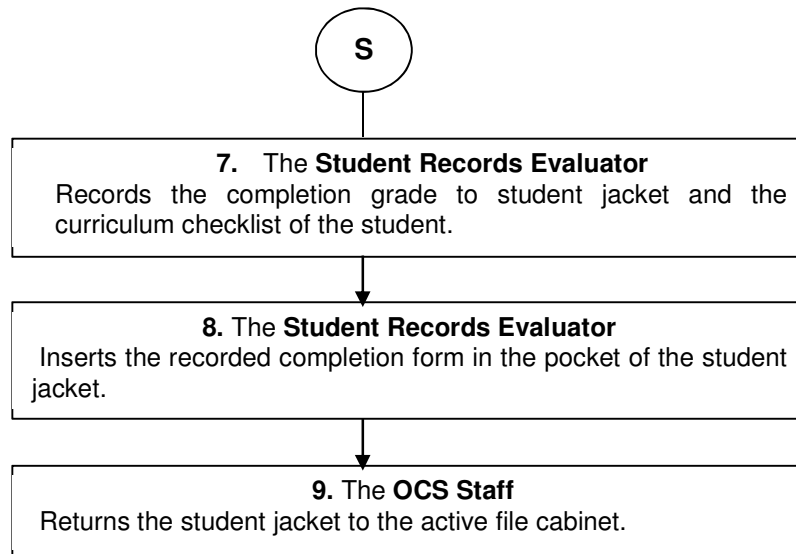 S
7. The Student Records Evaluator
Records the completion grade to student jacket and the
curriculum checklist of the student.
8. The Student Records Evaluator
Inserts the recorded completion form in the pocket of the student
jacket.
9. The OCS Staff
Returns the student jacket to the active file cabinet.